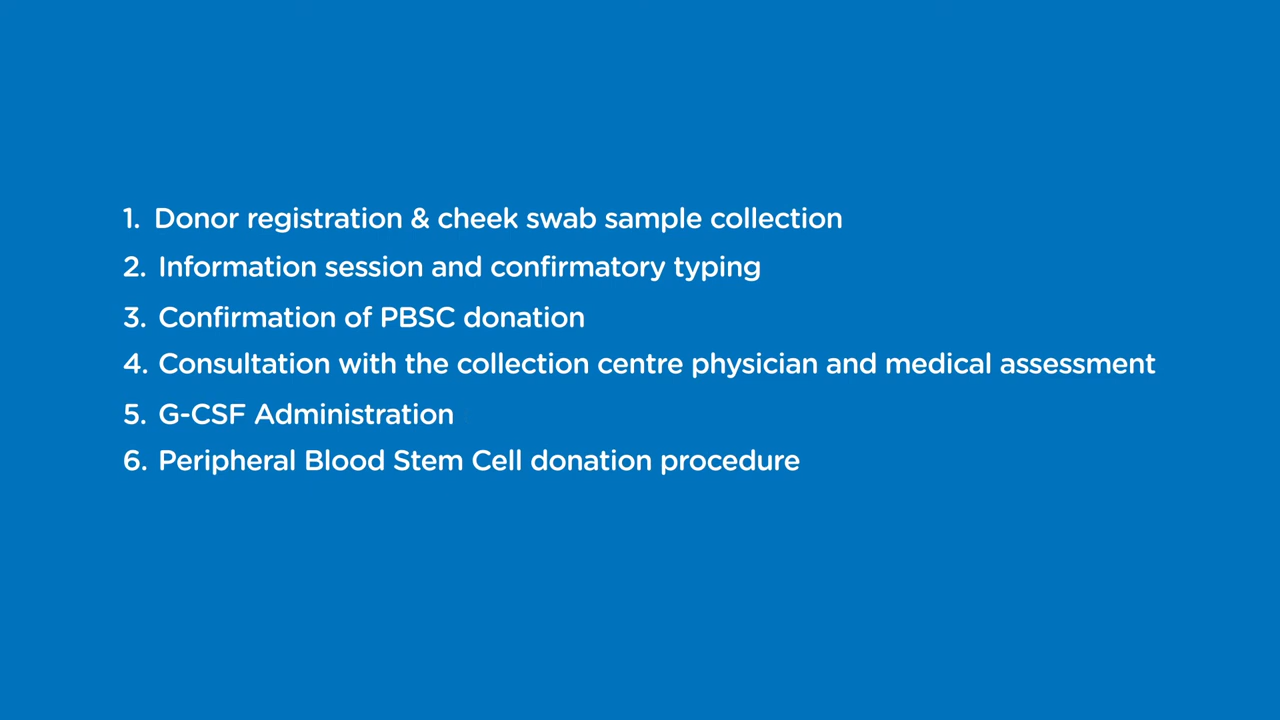 1. Donor registration & cheek swab sample collection
2. Information session and confirmatory typing
3. Confirmation of PBSC donation
4. Consultation with the collection centre physician and medical assessment
5. G-CSF Administration
6. Peripheral Blood Stem Cell donation procedure